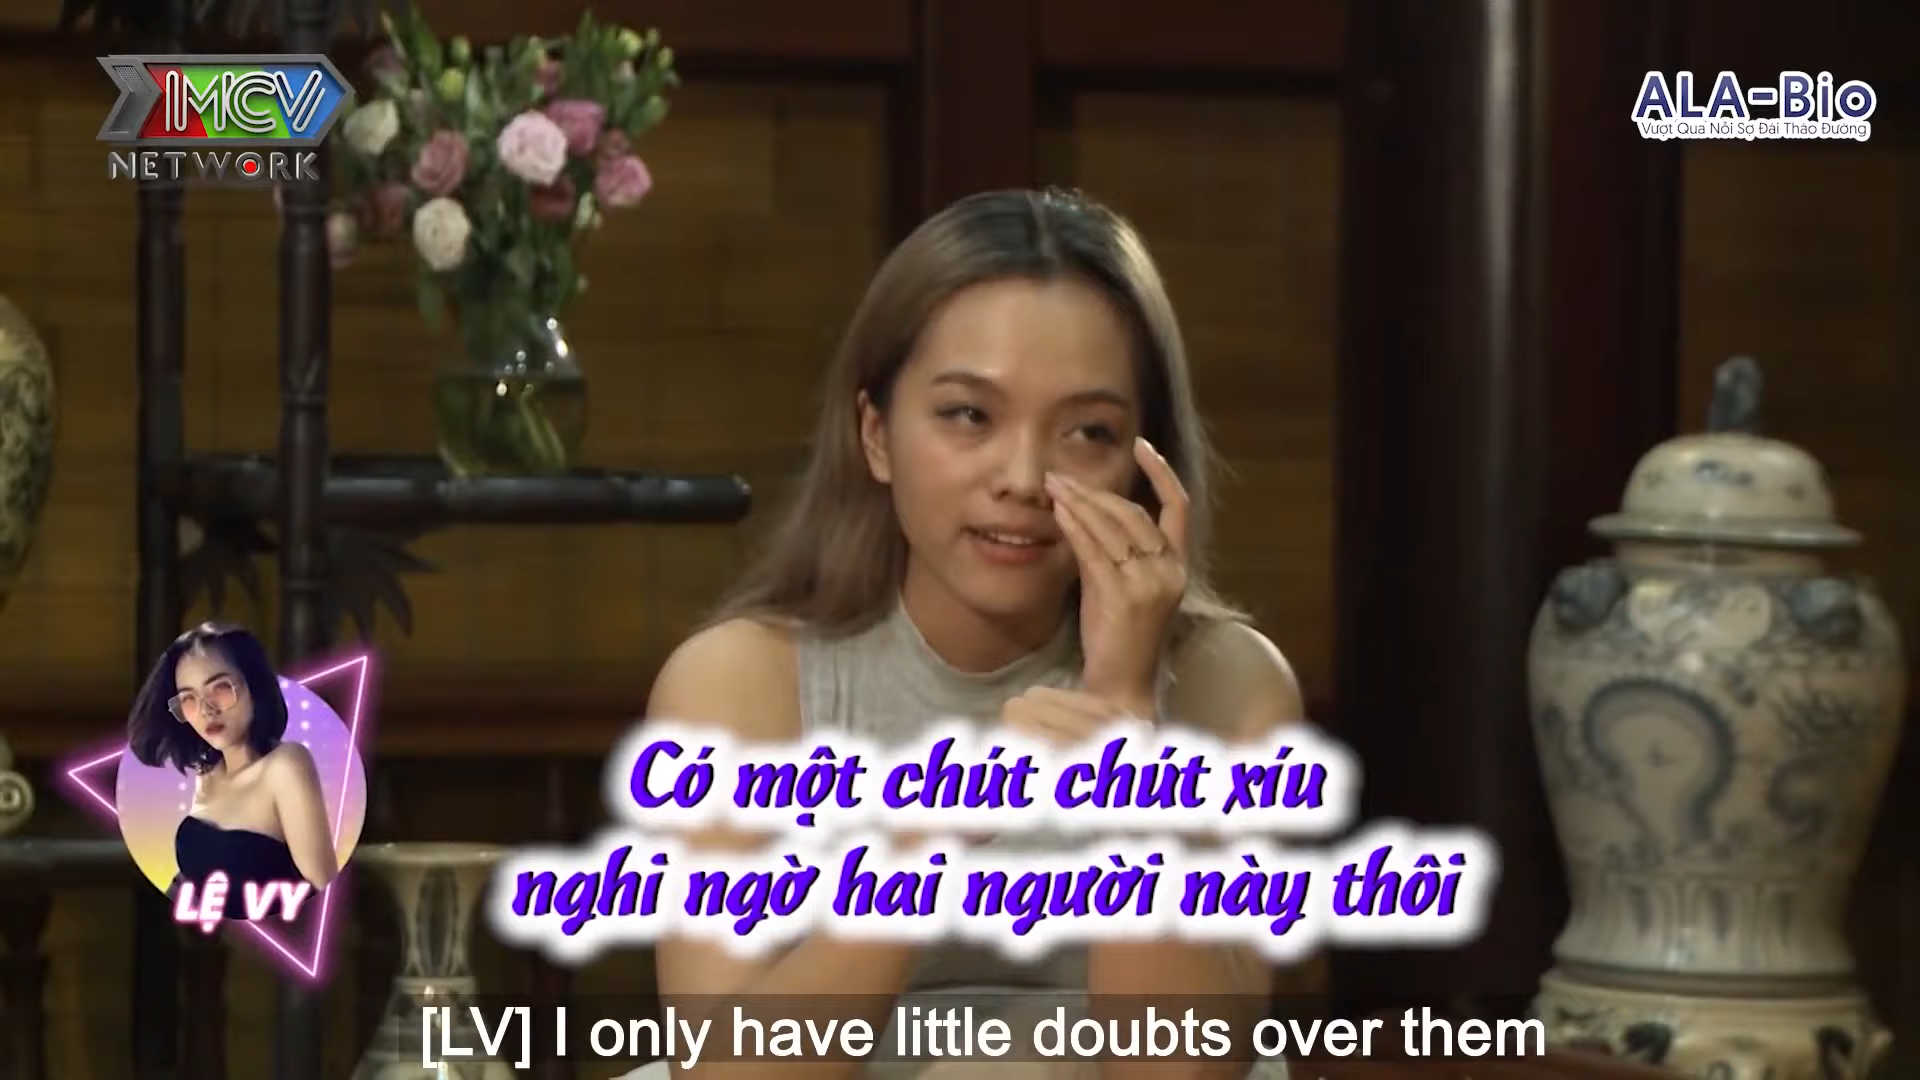 MCV
NETWORK
ALA-Bio
Vượt Qua Nỗi Sợ Đái Tháo Đường
Có một chút chút xíu
nghi ngờ hai người này thôi
LỆ VY
[LV] I only have little doubts over them